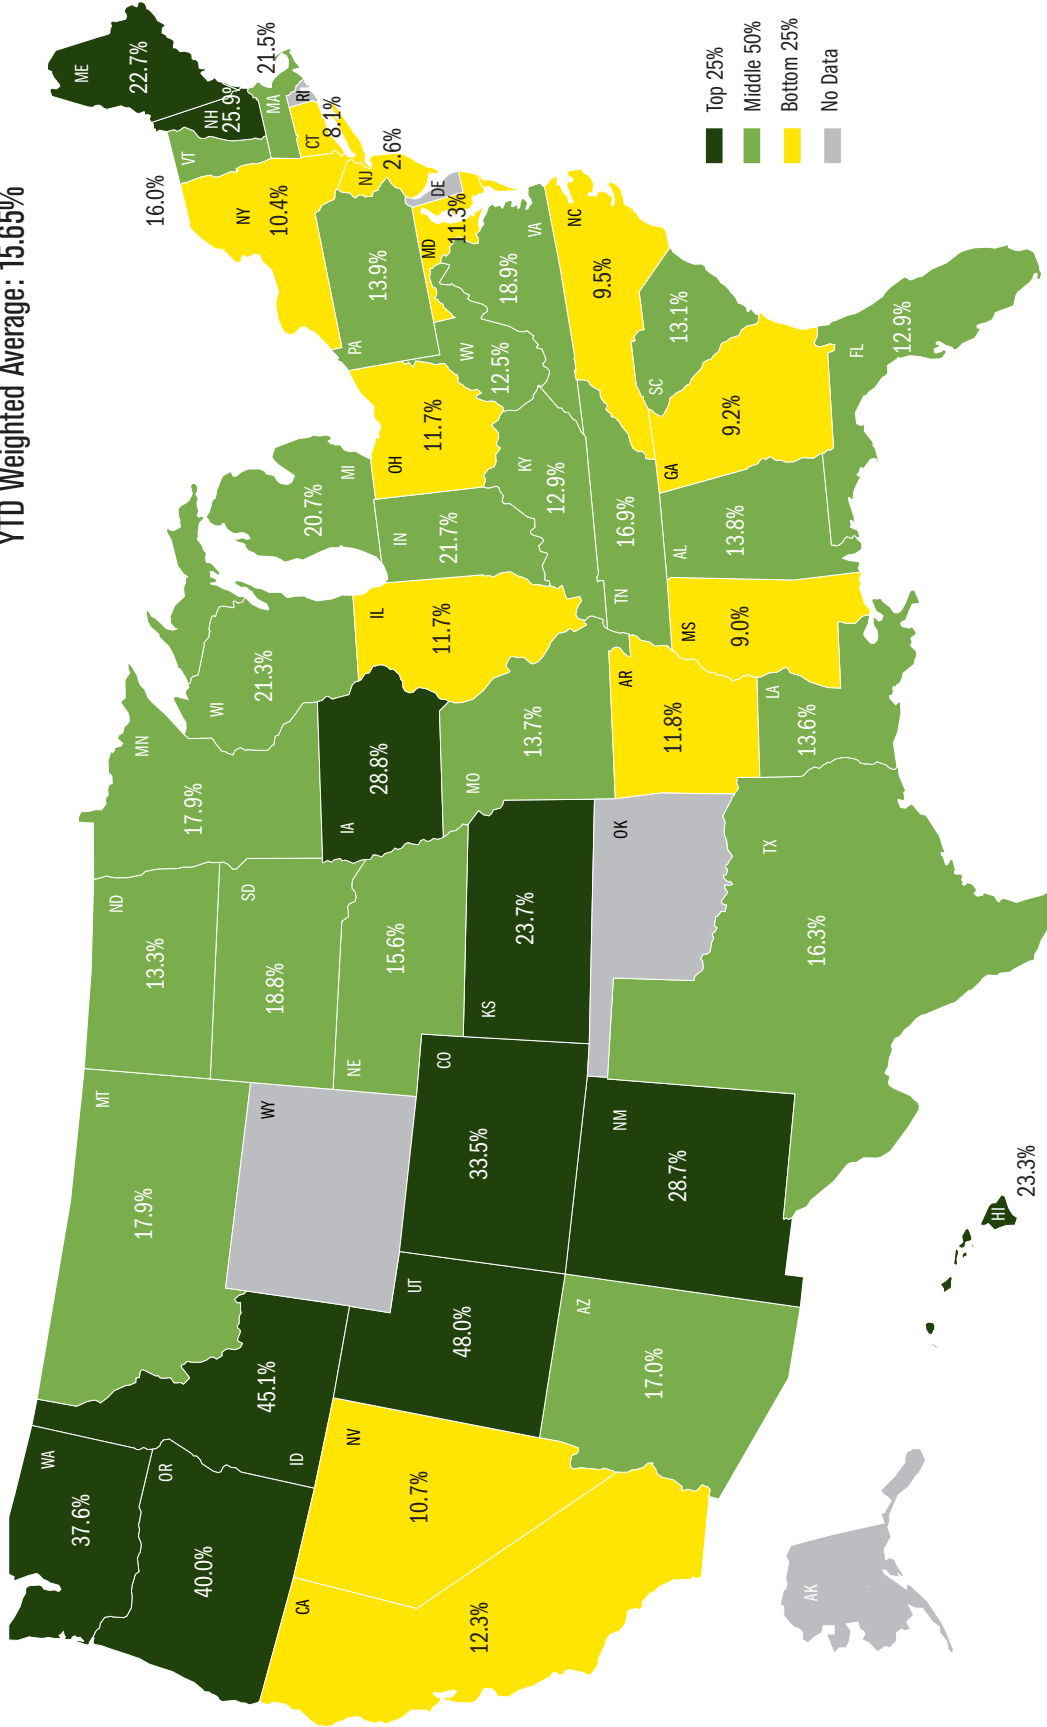 YTD Weighted Average: 15.65%
WA
37.6%
OR
40.0%
CA
12.3%
NV
10.7%
ID
45.1%
MT
17.9%
WY
UT
48.0%
AZ
17.0%
CO
33.5%
NM
28.7%
ND
13.3%
SD
18.8%
NE
15.6%
KS
23.7%
OK
TX
16.3%
MN
17.9%
IA
28.8%
MO
13.7%
AR
11.8%
LA
13.6%
WI
21.3%
IL
11.7%
MS
9.0%
MI
20.7%
IN
21.7%
KY
12.9%
TN
16.9%
AL
13.8%
OH
11.7%
GA
9.2%
FL
12.9%
SC
13.1%
NC
9.5%
VA
18.9%
WV
12.5%
PA
13.9%
MD
11.3%
DE
NJ
2.6%
NY
10.4%
CT
8.1%
RI
MA
21.5%
VT
16.0%
NH
25.9%
ME
22.7%
AK
HI
23.3%
Top 25%
Middle 50%
Bottom 25%
No Data